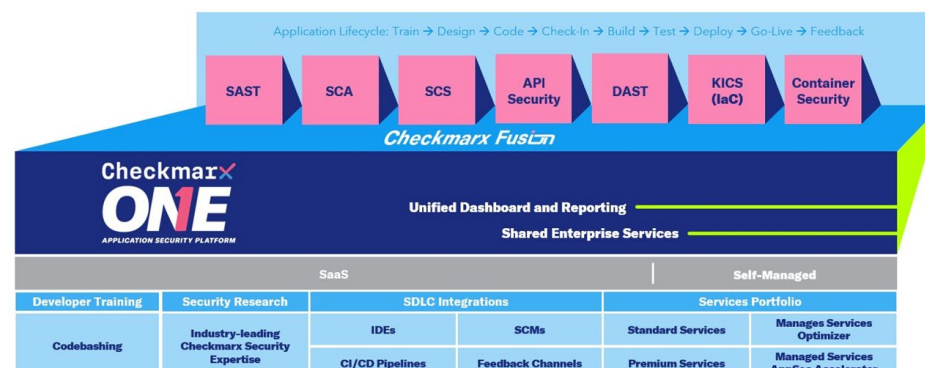 Application Lifecycle: Train → Design → Code → Check-In → Build → Test → Deploy → Go-Live → Feedback
SAST
SCA
SCS
API
Security
DAST
KICS
(IaC)
Container
Security
Checkmarx Fusion
Checkmarx
ONE
APPLICATION SECURITY PLATFORM
Unified Dashboard and Reporting
Shared Enterprise Services
SaaS
Self-Managed
Developer Training
Security Research
SDLC Integrations
Services Portfolio
Codebashing
Industry-leading
Checkmarx Security
Expertise
IDEs
SCMs
Standard Services
Manages Services
Optimizer
CI/CD Pipelines
Feedback Channels
Premium Services
Managed Services
AppSec Accelerator